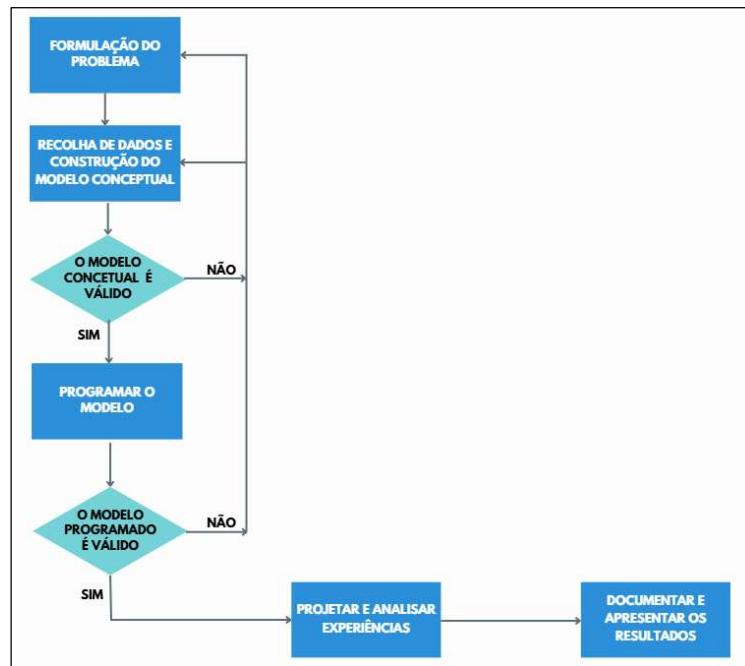 FORMULAÇÃO DO
PROBLEMA
RECOLHA DE DADOS E
CONSTRUÇÃO DO
MODELO CONCEPTUAL
O MODELO
CONCETUAL É
VÁLIDO
NÃO
SIM
PROGRAMAR O
MODELO
O MODELO
PROGRAMADO
É VÁLIDO
NÃO
SIM
PROJETAR E ANALISAR
EXPERIÊNCIAS
DOCUMENTAR E
APRESENTAR OS
RESULTADOS